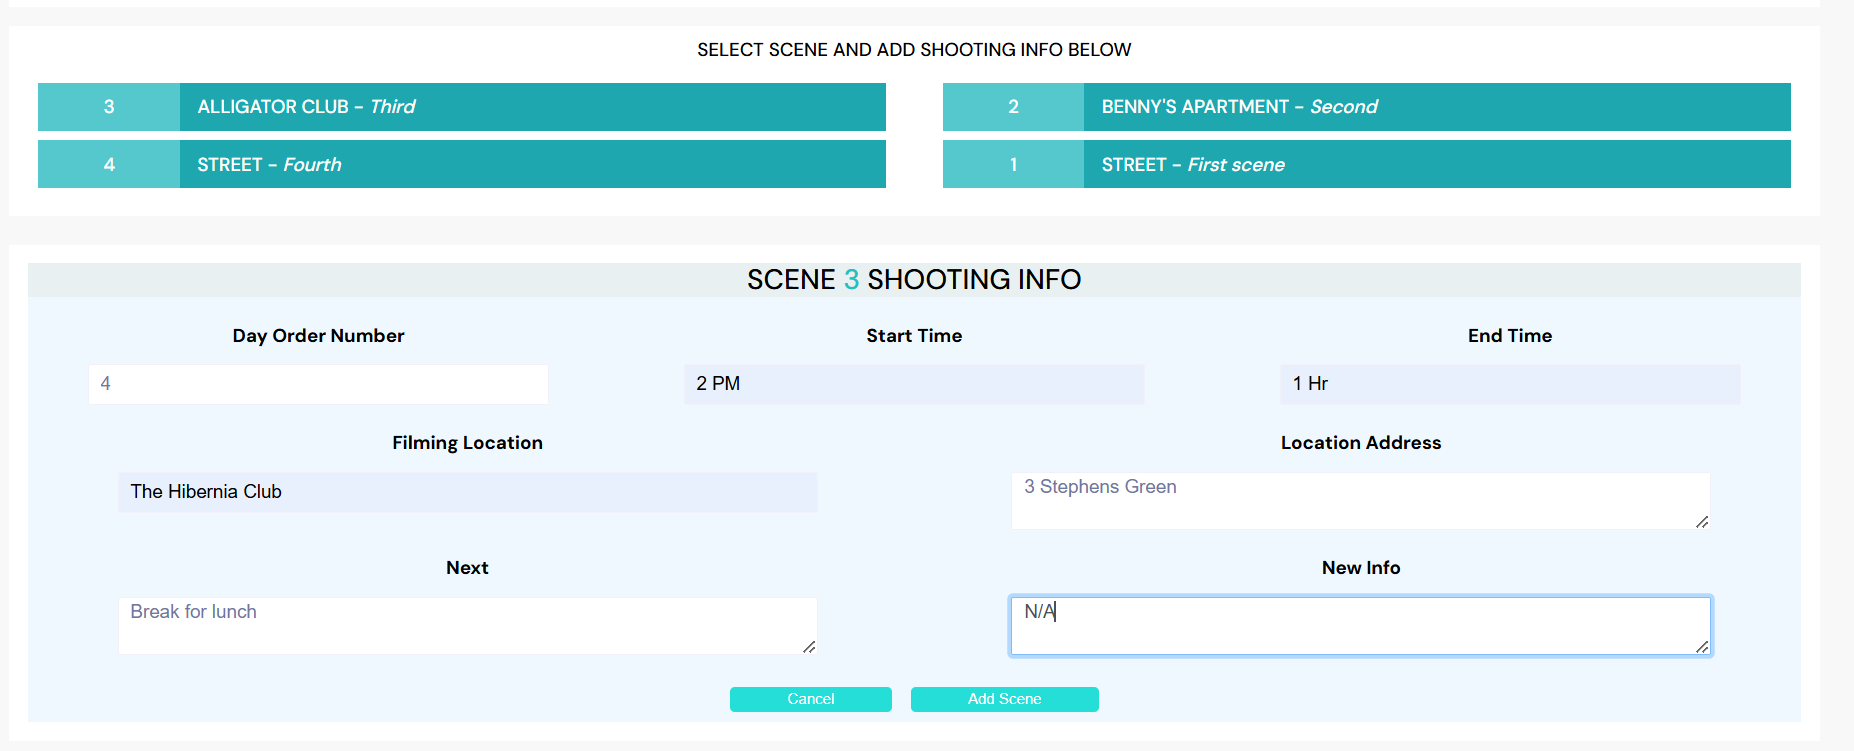 SELECT SCENE AND ADD SHOOTING INFO BELOW
3 ALLIGATOR CLUB - Third
2 BENNY'S APARTMENT - Second
4 STREET - Fourth
1 STREET - First scene
SCENE 3 SHOOTING INFO
Day Order Number
Start Time
End Time
4
2 PM
1 Hr
Filming Location
Location Address
The Hibernia Club
3 Stephens Green
Next
New Info
Break for lunch
N/A
Cancel
Add Scene